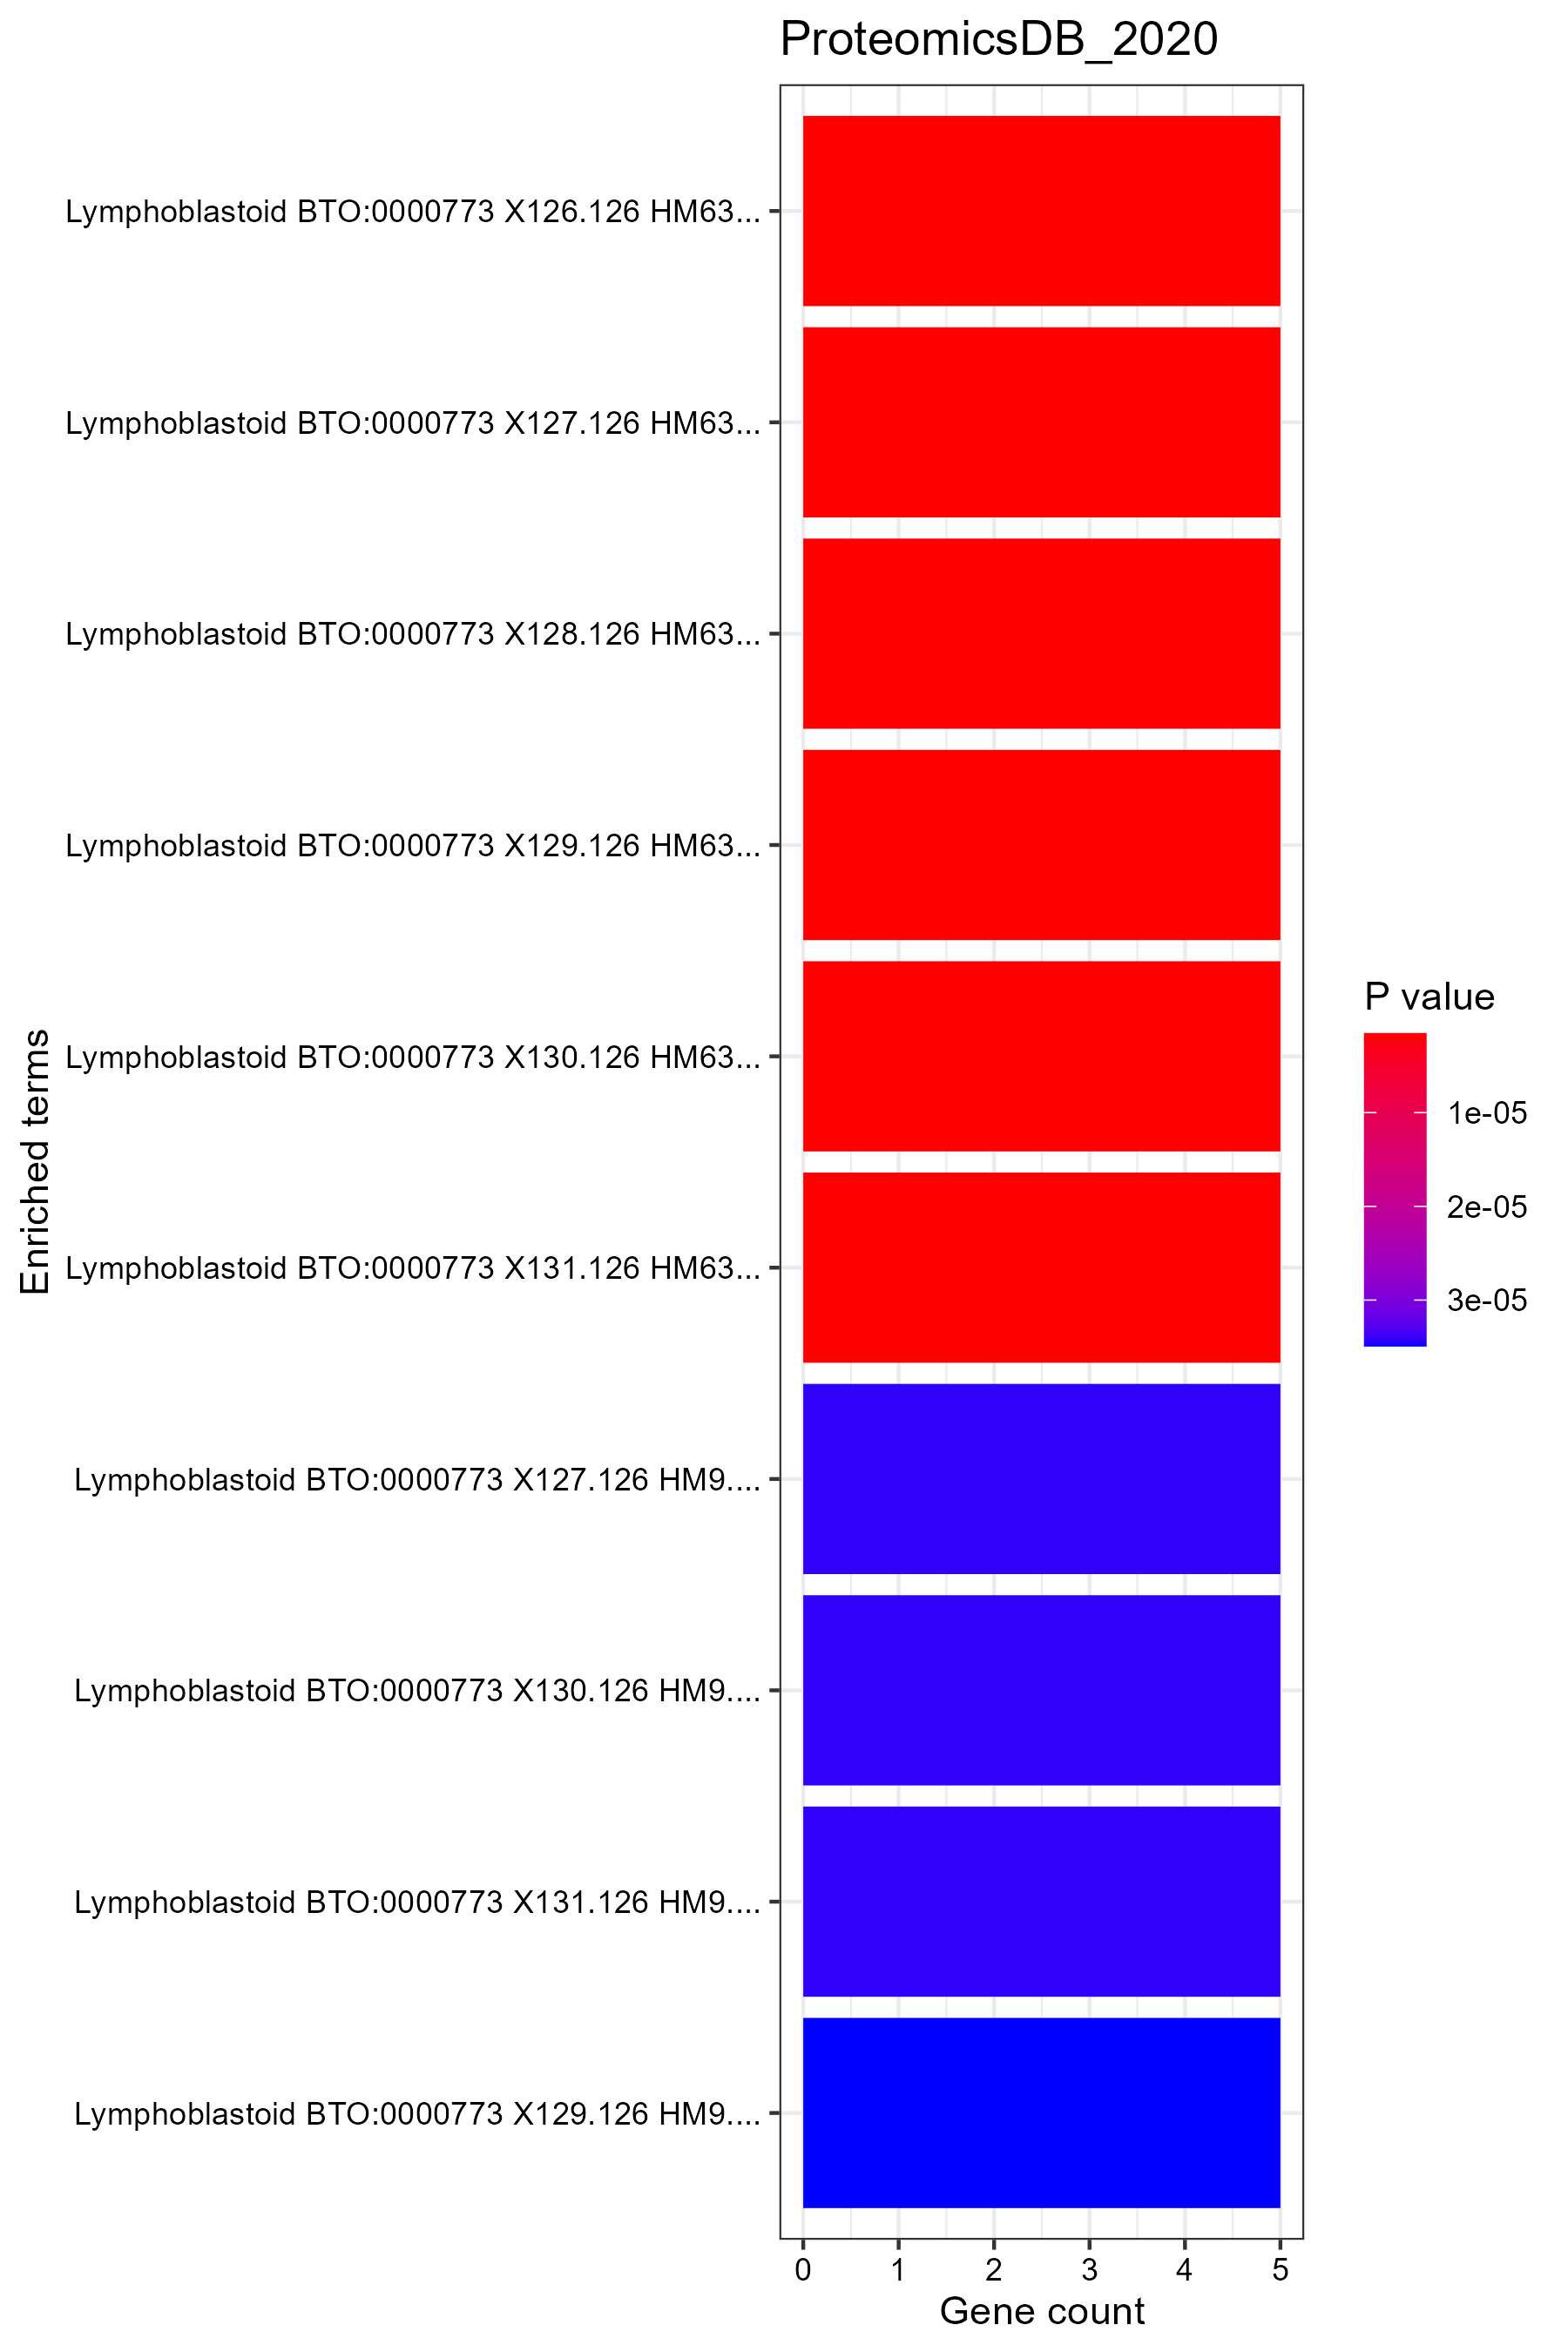 ProteomicsDB_2020
Lymphoblastoid BTO:0000773 X126.126 HM63...
Lymphoblastoid BTO:0000773 X127.126 HM63...
Lymphoblastoid BTO:0000773 X128.126 HM63...
Lymphoblastoid BTO:0000773 X129.126 HM63...
Lymphoblastoid BTO:0000773 X130.126 HM63...
Lymphoblastoid BTO:0000773 X131.126 HM63...
Lymphoblastoid BTO:0000773 X127.126 HM9....
Lymphoblastoid BTO:0000773 X130.126 HM9....
Lymphoblastoid BTO:0000773 X131.126 HM9....
Lymphoblastoid BTO:0000773 X129.126 HM9....
Enriched terms
0 1 2 3 4 5
Gene count
P value
1e-05
2e-05
3e-05